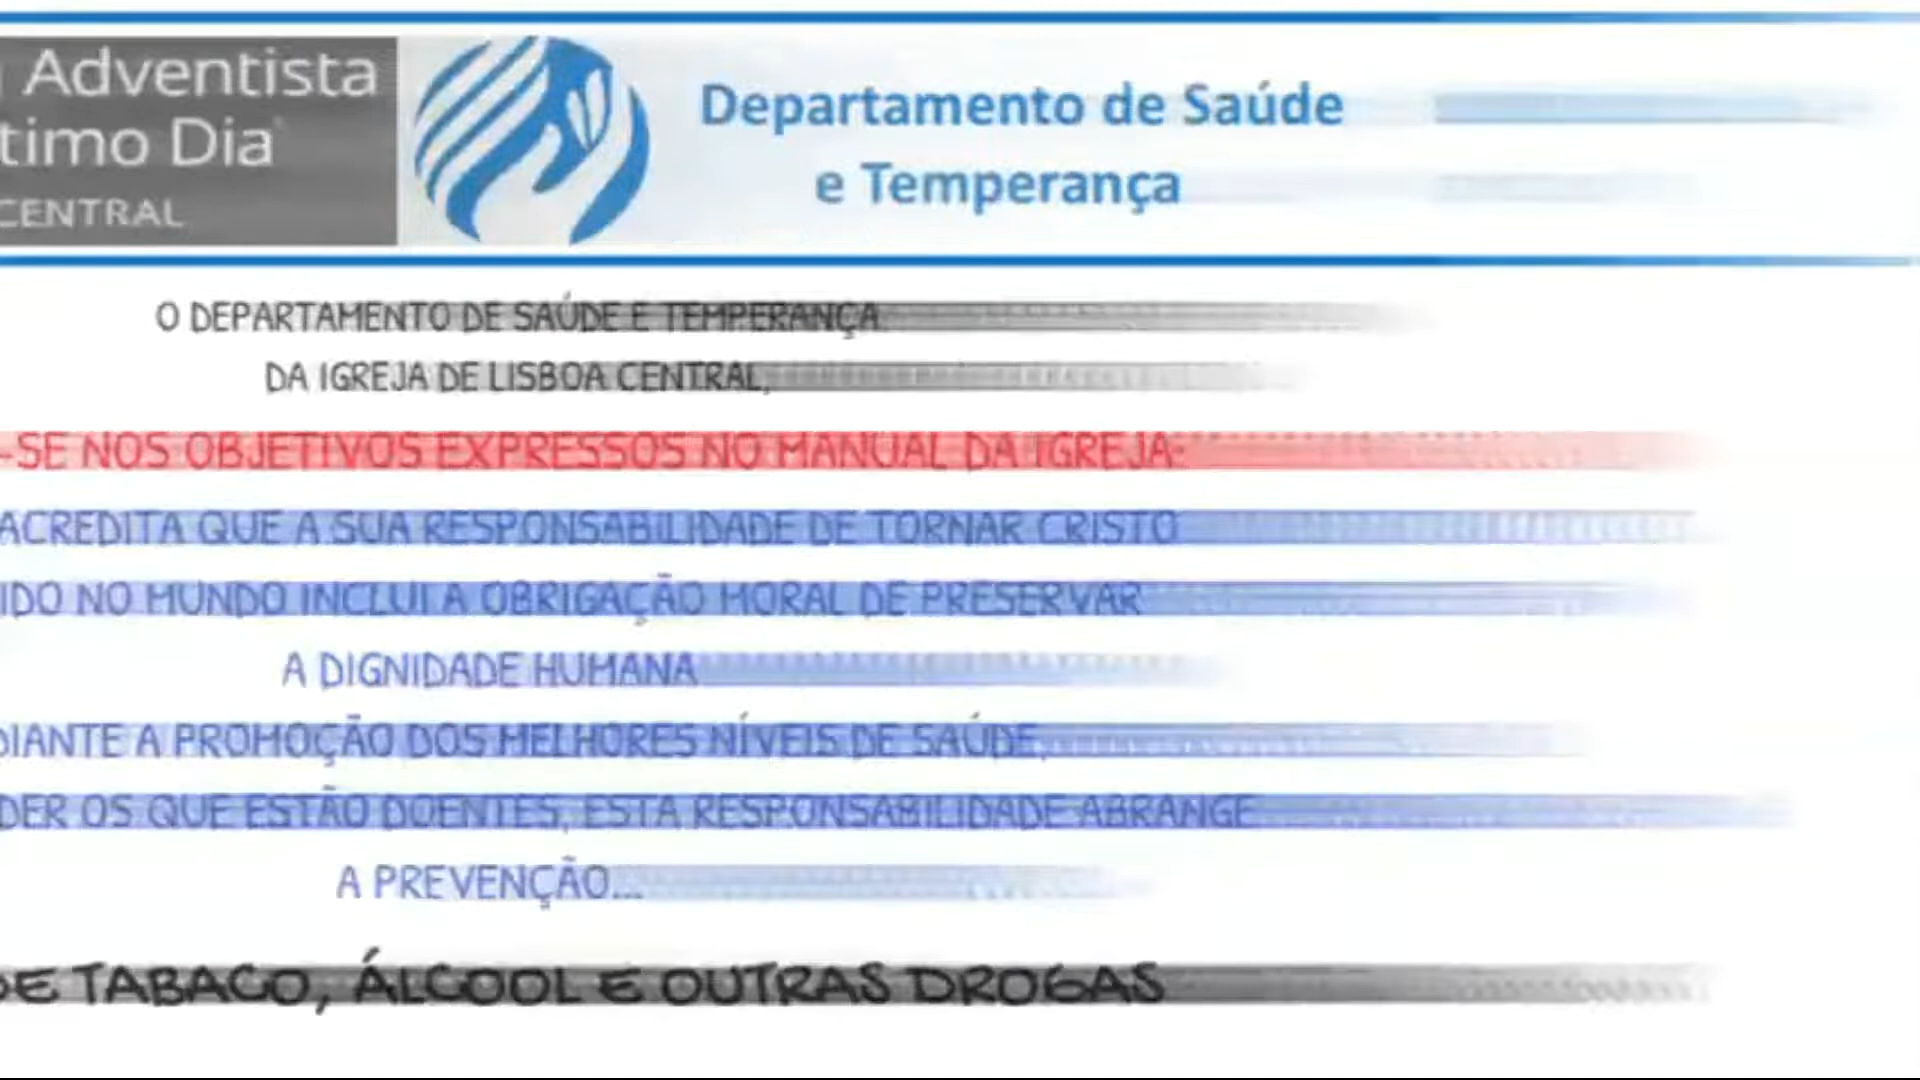 Adventista
timo Dia
CENTRAL
Departamento de Saúde
e Temperança
O DEPARTAMENTO DE SAÚDE E TEMPERANÇA
DA IGREJA DE LISBOA CENTRAL,
-SE NOS OBJETIVOS EXPRESSOS NO MANUAL DA IGREJA:
ACREDITA QUE A SUA RESPONSABILIDADE DE TORNAR CRISTO
IDO NO MUNDO INCLUI A OBRIGAÇÃO MORAL DE PRESERVAR
A DIGNIDADE HUMANA
DIANTE A PROMOÇÃO DOS MELHORES NÍVEIS DE SAÚDE,
DER OS QUE ESTÃO DOENTES, ESTA RESPONSABILIDADE ABRANGE
A PREVENÇÃO...
DE TABACO, ÁLCOOL E OUTRAS DROGAS